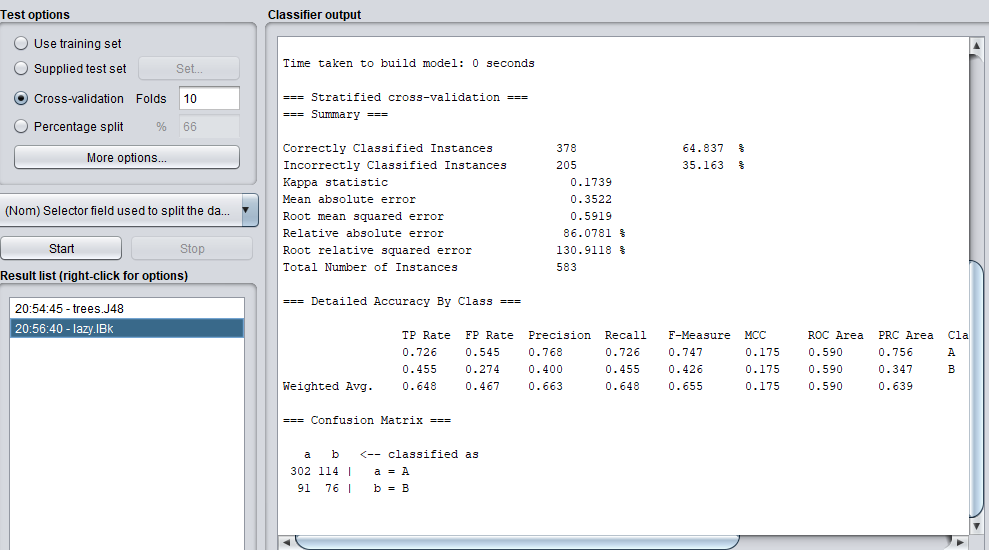 Test options
Use training set
Supplied test set Set...
Cross-validation Folds 10
Percentage split % 66
More options...
(Nom) Selector field used to split the da...
Start Stop
Result list (right-click for options)
20:54:45 - trees.J48
20:56:40 - lazy.IBk
Classifier output
Time taken to build model: 0 seconds
=== Stratified cross-validation ===
=== Summary ===
Correctly Classified Instances 378 64.837 %
Incorrectly Classified Instances 205 35.163 %
Kappa statistic 0.1739
Mean absolute error 0.3522
Root mean squared error 0.5919
Relative absolute error 86.0781 %
Root relative squared error 130.9118 %
Total Number of Instances 583
=== Detailed Accuracy By Class ===
TP Rate FP Rate Precision Recall F-Measure MCC ROC Area PRC Area Cla
0.726 0.545 0.768 0.726 0.747 0.175 0.590 0.756 A
0.455 0.274 0.400 0.455 0.426 0.175 0.590 0.347 B
Weighted Avg. 0.648 0.467 0.663 0.648 0.655 0.175 0.590 0.639
=== Confusion Matrix ===
a b <-- classified as
302 114 | a = A
91 76 | b = B